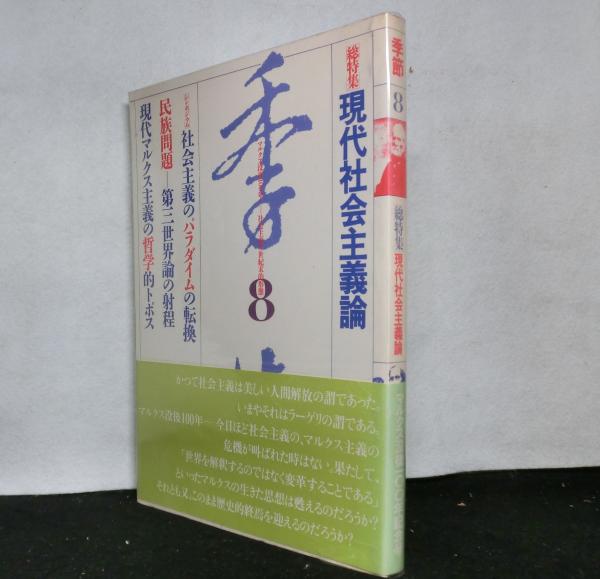 総特集
現代社会主義論
季
8
シンポジウム
社会主義の、パラダイムの転換
民族問題―第三世界論の射程
現代マルクス主義の哲学的トポス
かつて社会主義は美しい人間解放の謂であった。
いまやそれはラーゲリの謂である。
マルクス没後100年―今日ほど社会主義の、マルクス主義の
危機が叫ばれた時はない。果たして、
「世界を解釈するのではなく変革することである」
といったマルクスの生きた思想は甦えるのだろうか?
それとも又、このまま歴史的終焉を迎えるのだろうか?
季節
8
総特集
現代社会主義論